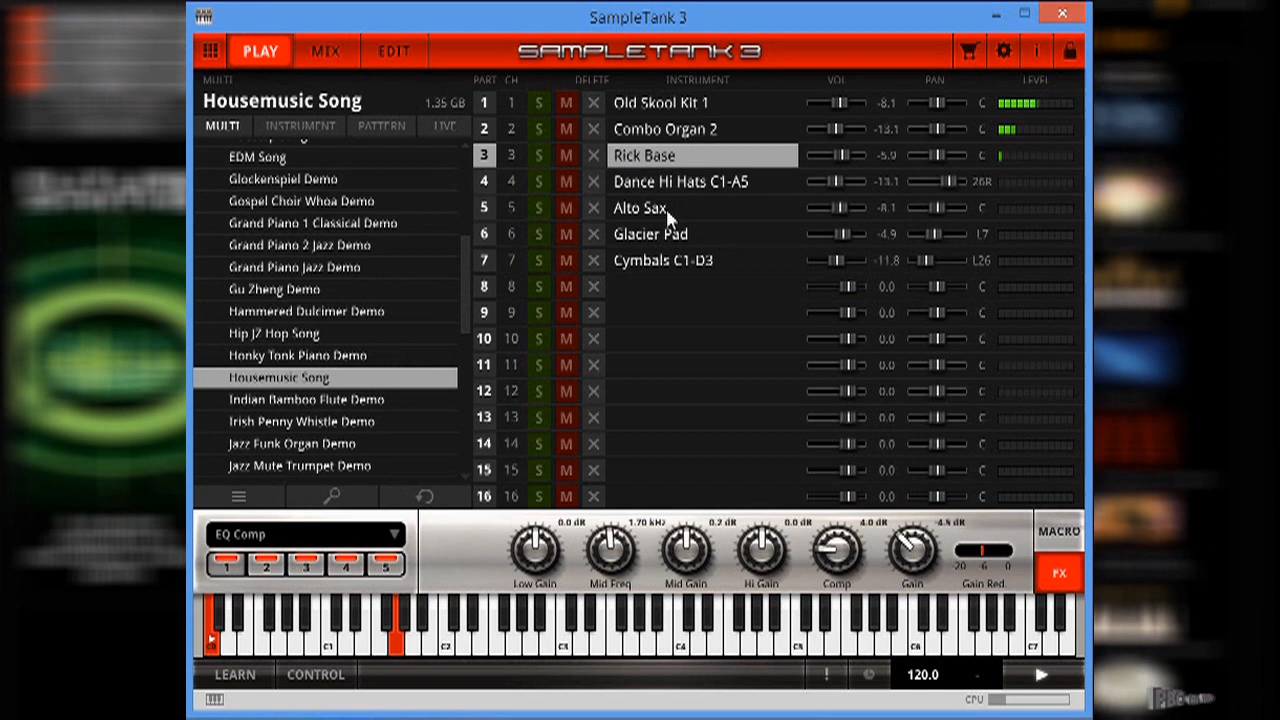 SampleTank 3
PLAY MIX EDIT SAMPLETANK 3 i
MULTI PART CH DELETE INSTRUMENT VOL PAN LEVEL
Housemusic Song 1.35 GB
MULTI INSTRUMENT PATTERN LIVE
EDM Song
Glockenspiel Demo
Gospel Choir Whoa Demo
Grand Piano 1 Classical Demo
Grand Piano 2 Jazz Demo
Grand Piano Jazz Demo
Gu Zheng Demo
Hammered Dulcimer Demo
Hip JZ Hop Song
Honky Tonk Piano Demo
Housemusic Song
Indian Bamboo Flute Demo
Irish Penny Whistle Demo
Jazz Funk Organ Demo
Jazz Mute Trumpet Demo
1 1 S M X Old Skool Kit 1 -8.1 C
2 2 S M X Combo Organ 2 -13.1 C
3 3 S M X Rick Base -5.9 C
4 4 S M X Dance Hi Hats C1-A5 -13.1 26R
5 5 S M X Alto Sax -8.1 C
6 6 S M X Glacier Pad -4.9 L7
7 7 S M X Cymbals C1-D3 -11.8 L26
8 8 S M X 0.0 C
9 9 S M X 0.0 C
10 10 S M X 0.0 C
11 11 S M X 0.0 C
12 12 S M X 0.0 C
13 13 S M X 0.0 C
14 14 S M X 0.0 C
15 15 S M X 0.0 C
16 16 S M X 0.0 C
EQ Comp
1 2 3 4 5
0.0 dB 1.70 kHz 0.2 dB 0.0 dB 4.0 dB -4.5 dB
Low Gain Mid Freq Mid Gain Hi Gain Comp Gain Gain Red.
-20 -6 0
MACRO
FX
C0 C1 C2 C3 C4 C5 C6 C7
LEARN CONTROL ! 120.0 -
CPU